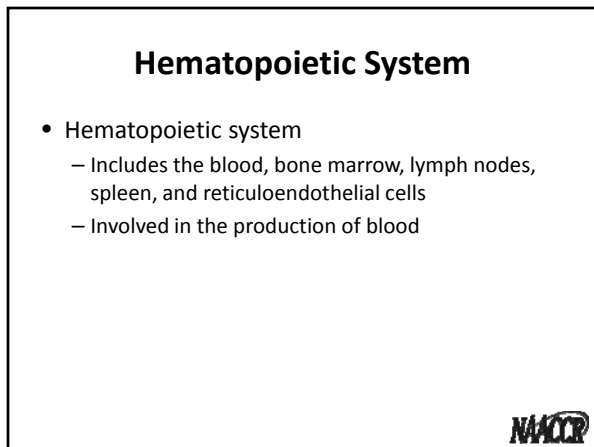 Hematopoietic System
• Hematopoietic system
– Includes the blood, bone marrow, lymph nodes,
spleen, and reticuloendothelial cells
– Involved in the production of blood
NAACCR